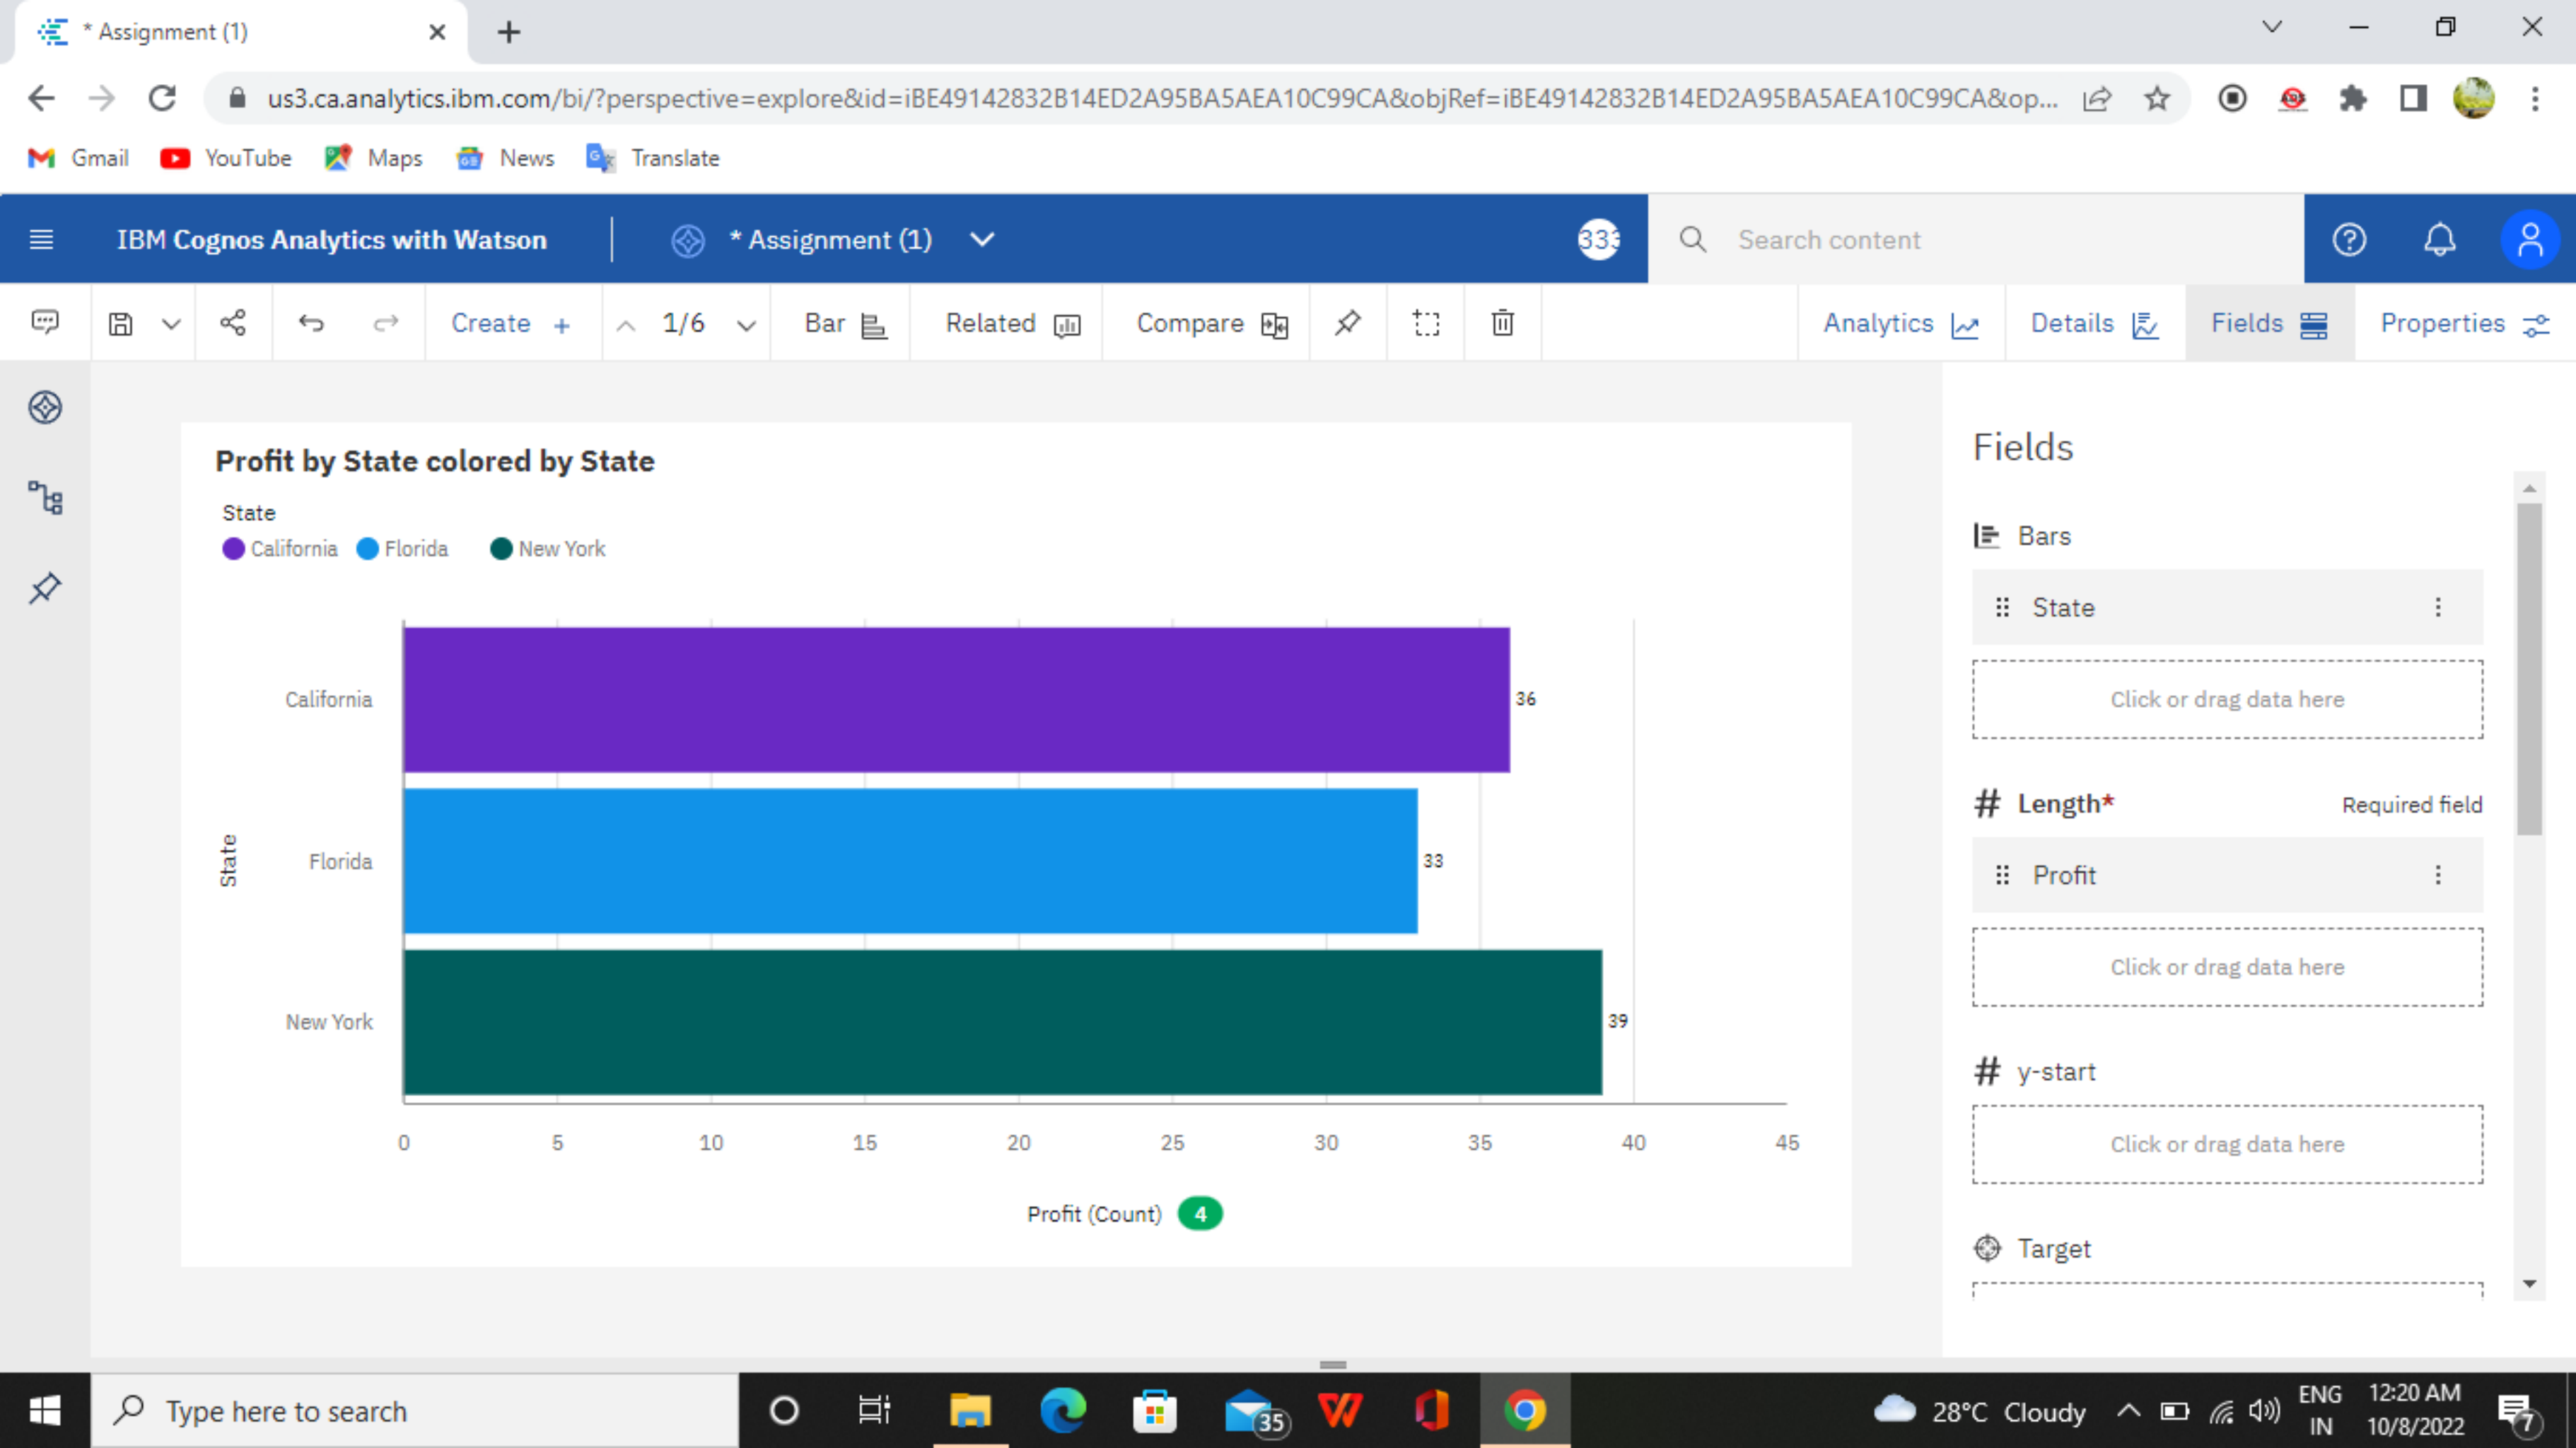 * Assignment (1)
us3.ca.analytics.ibm.com/bi/?perspective=explore&id=iBE49142832B14ED2A95BA5AEA10C99CA&objRef=iBE49142832B14ED2A95BA5AEA10C99CA&op...
Gmail YouTube Maps News Translate
IBM Cognos Analytics with Watson * Assignment (1) 333 Search content
Create + 1/6 Bar Related Compare Analytics Details Fields Properties
Profit by State colored by State
State
California Florida New York
California 36
Florida 33
New York 39
State
0 5 10 15 20 25 30 35 40 45
Profit (Count) 4
Fields
Bars
State
Click or drag data here
# Length* Required field
Profit
Click or drag data here
# y-start
Click or drag data here
Target
Type here to search 35 28°C Cloudy ENG 12:20 AM
IN 10/8/2022 7